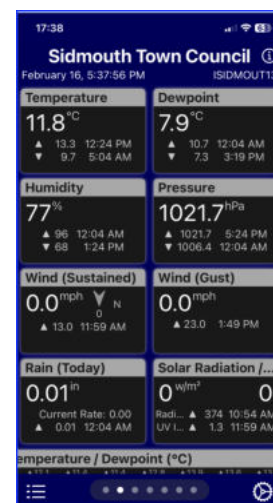 17:38
63
Sidmouth Town Council
February 16, 5:37:56 PM ISIDMOUT13
Temperature Dewpoint
11.8°C 7.9°C
▲ 13.3 12:24 PM ▲ 10.7 12:04 AM
▼ 9.7 5:04 AM ▼ 7.3 3:19 PM
Humidity Pressure
77% 1021.7hPa
▲ 96 12:04 AM ▲ 1021.7 5:24 PM
▼ 68 1:24 PM ▼ 1006.4 12:04 AM
Wind (Sustained) Wind (Gust)
0.0mph N 0.0mph
0
▲ 13.0 11:59 AM ▲ 23.0 1:49 PM
Rain (Today) Solar Radiation /...
0.01in 0w/m² 0
Current Rate: 0.00 Radi... ▲ 374 10:54 AM
▲ 0.01 12:04 AM UV I... ▲ 1.3 11:59 AM
emperature / Dewpoint (°C)